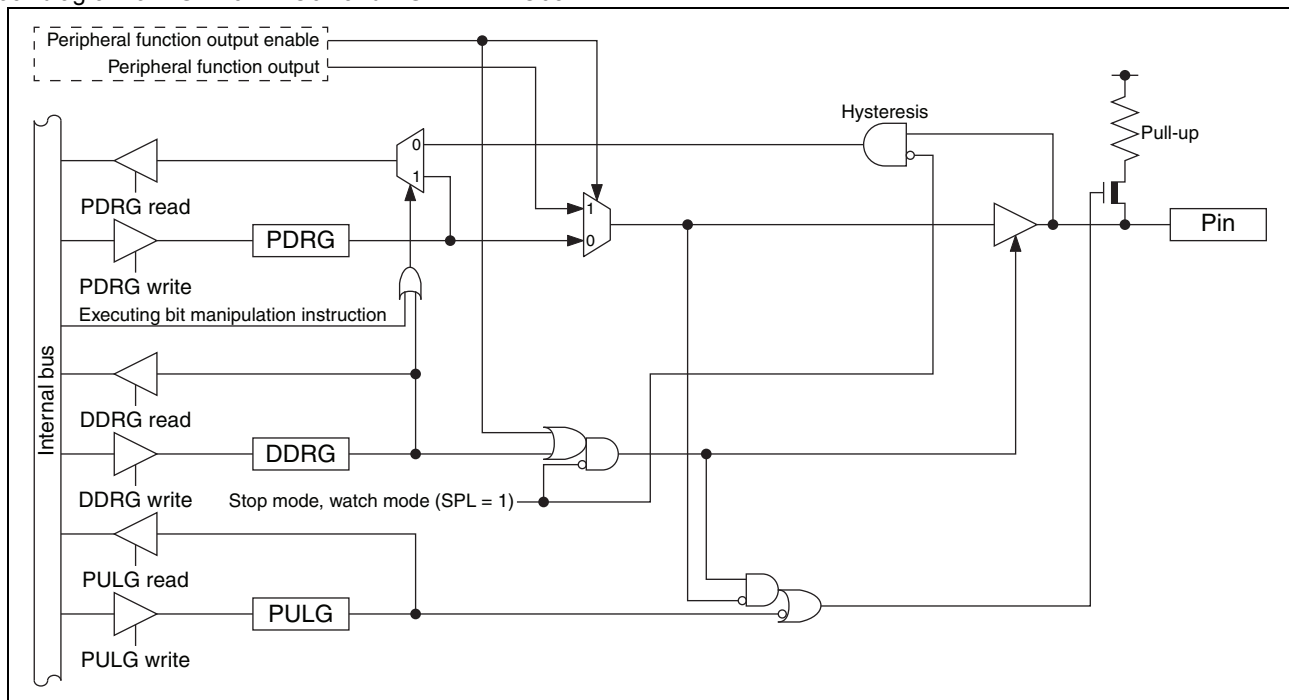 Peripheral function output enable
Peripheral function output
Hysteresis
Pull-up
0
1
PDRG read
1
0
PDRG
Pin
PDRG write
Executing bit manipulation instruction
Internal bus
DDRG read
DDRG
DDRG write
Stop mode, watch mode (SPL = 1)
PULG read
PULG
PULG write